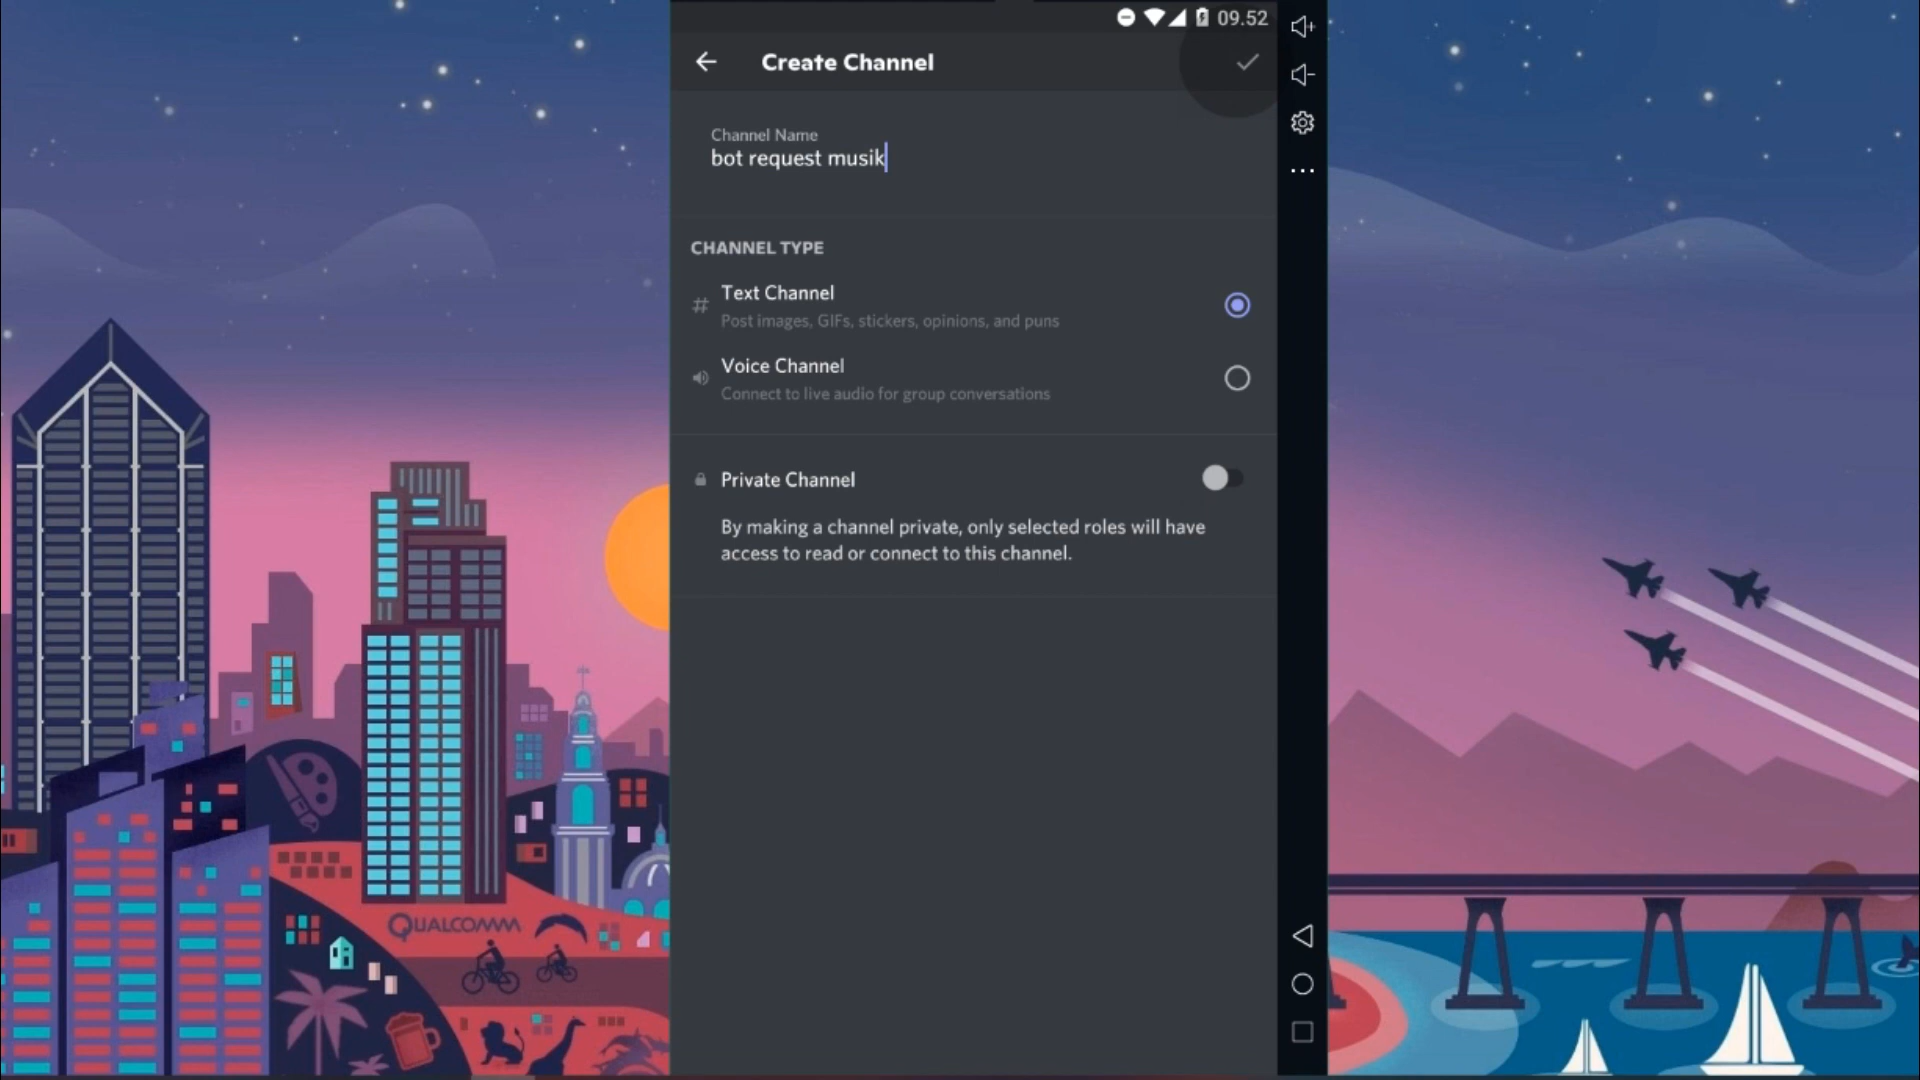 09.52
Create Channel
Channel Name
bot request musik
CHANNEL TYPE
Text Channel
Post images, GIFs, stickers, opinions, and puns
Voice Channel
Connect to live audio for group conversations
Private Channel
By making a channel private, only selected roles will have
access to read or connect to this channel.
QUALCOMM